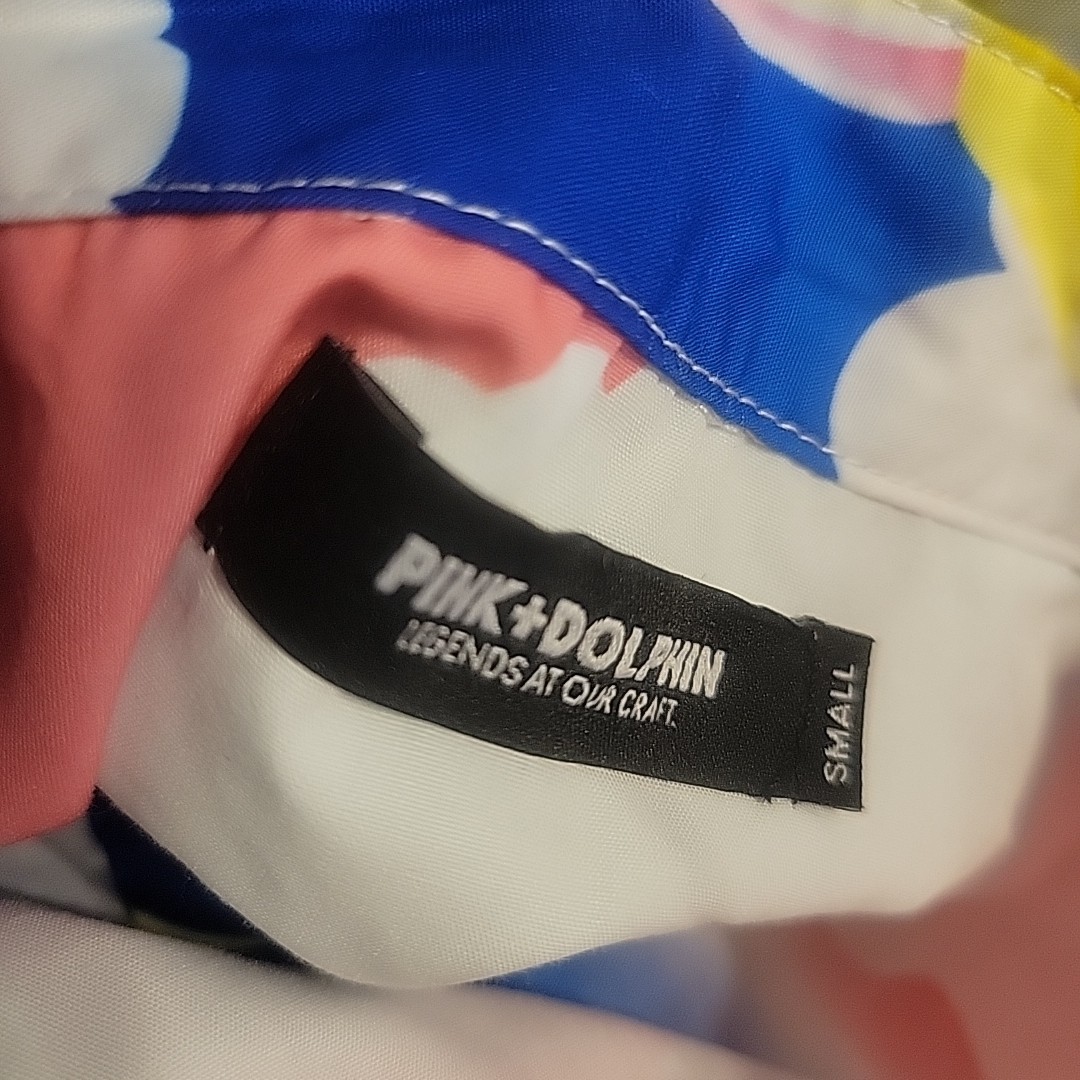 PINK+DOLPHIN
LEGENDS AT OUR CRAFT.
SMALL